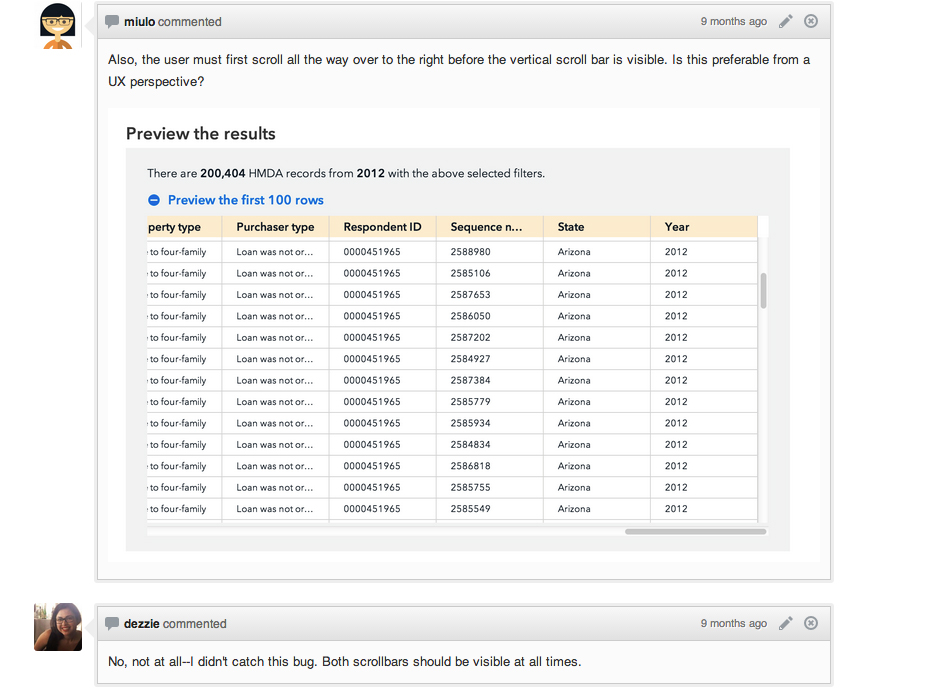 miulo commented 9 months ago
Also, the user must first scroll all the way over to the right before the vertical scroll bar is visible. Is this preferable from a
UX perspective?
Preview the results
There are 200,404 HMDA records from 2012 with the above selected filters.
Preview the first 100 rows
perty type Purchaser type Respondent ID Sequence n... State Year
to four-family Loan was not or... 0000451965 2588980 Arizona 2012
to four-family Loan was not or... 0000451965 2585106 Arizona 2012
to four-family Loan was not or... 0000451965 2587653 Arizona 2012
to four-family Loan was not or... 0000451965 2586050 Arizona 2012
to four-family Loan was not or... 0000451965 2587202 Arizona 2012
to four-family Loan was not or... 0000451965 2584927 Arizona 2012
to four-family Loan was not or... 0000451965 2587384 Arizona 2012
to four-family Loan was not or... 0000451965 2585779 Arizona 2012
to four-family Loan was not or... 0000451965 2585934 Arizona 2012
to four-family Loan was not or... 0000451965 2584834 Arizona 2012
to four-family Loan was not or... 0000451965 2586818 Arizona 2012
to four-family Loan was not or... 0000451965 2585755 Arizona 2012
to four-family Loan was not or... 0000451965 2585549 Arizona 2012
dezzie commented 9 months ago
No, not at all--I didn't catch this bug. Both scrollbars should be visible at all times.